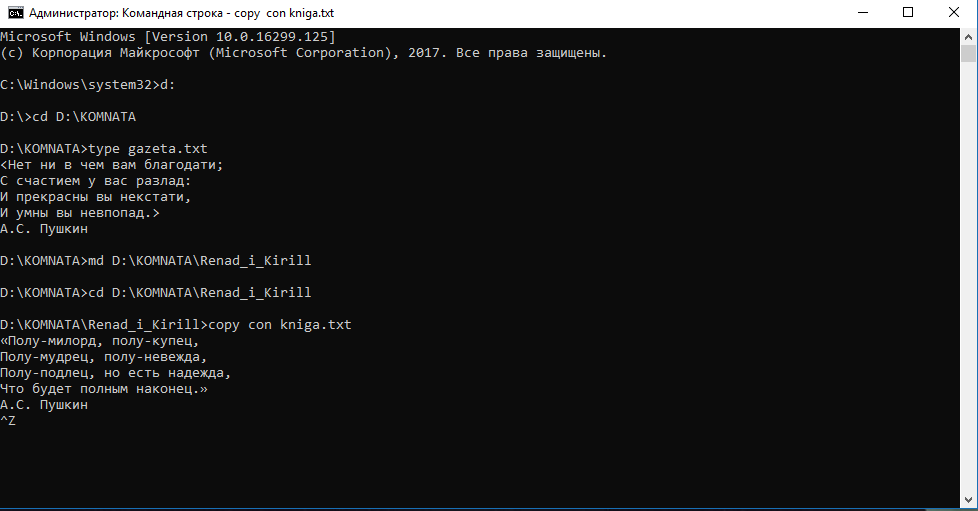 Администратор: Командная строка - copy  con kniga.txt
Microsoft Windows [Version 10.0.16299.125]
(c) Корпорация Майкрософт (Microsoft Corporation), 2017. Все права защищены.
C:\Windows\system32>d:
D:\>cd D:\KOMNATA
D:\KOMNATA>type gazeta.txt
<Нет ни в чем вам благодати;
С счастием у вас разлад:
И прекрасны вы некстати,
И умны вы невпопад.>
А.С. Пушкин
D:\KOMNATA>md D:\KOMNATA\Renad_i_Kirill
D:\KOMNATA>cd D:\KOMNATA\Renad_i_Kirill
D:\KOMNATA\Renad_i_Kirill>copy con kniga.txt
«Полу-милорд, полу-купец,
Полу-мудрец, полу-невежда,
Полу-подлец, но есть надежда,
Что будет полным наконец.»
А.С. Пушкин
^Z